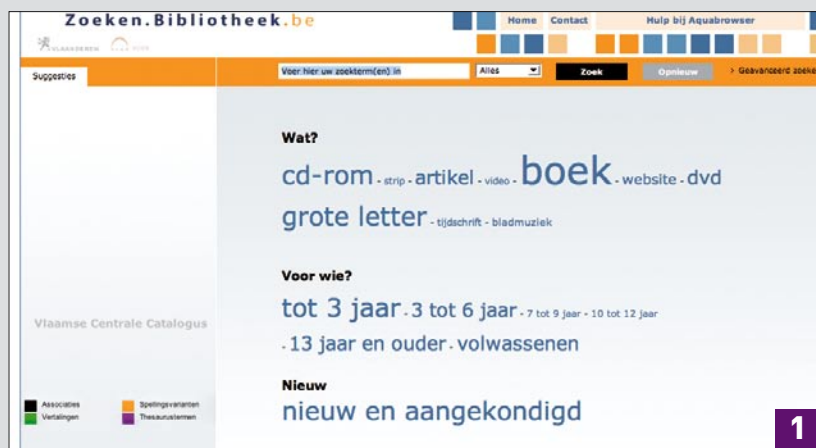 Zoeken.Bibliotheek.be
Home Contact Hulp bij Aquabrowser
VLAANDEREN
Suggesties
Voer hier uw zoekterm(en) in Alles Zoek Opnieuw > Geavanceerd zoeke
Wat?
cd-rom - strip - artikel - video - boek - website - dvd
grote letter - tijdschrift - bladmuziek
Voor wie?
tot 3 jaar - 3 tot 6 jaar - 7 tot 9 jaar - 10 tot 12 jaar
- 13 jaar en ouder - volwassenen
Vlaamse Centrale Catalogus
Nieuw
nieuw en aangekondigd
Associaties Spellingsvarianten
Vertalingen Thesaurustermen
1